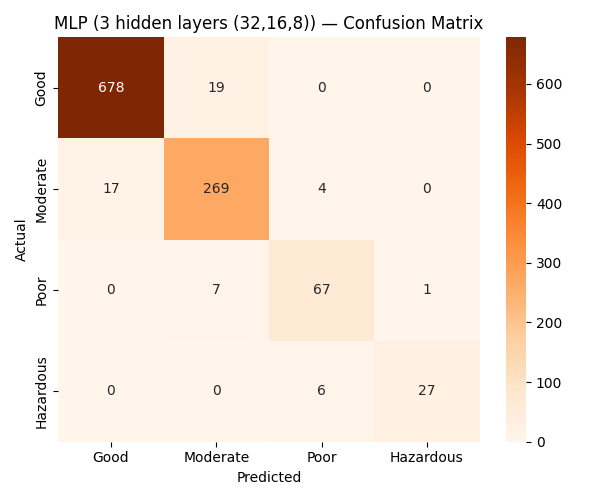 MLP (3 hidden layers (32,16,8)) — Confusion Matrix
Actual
Good
678 19 0 0
Moderate
17 269 4 0
Poor
0 7 67 1
Hazardous
0 0 6 27
Good Moderate Poor Hazardous
Predicted
600
500
400
300
200
100
0